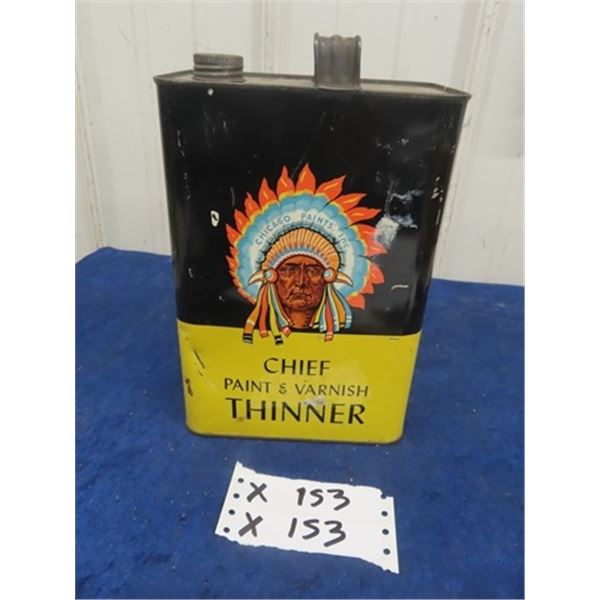 CHICAGO PAINTS, INC
CHIEF
PAINT & VARNISH
THINNER
X 153
X 153